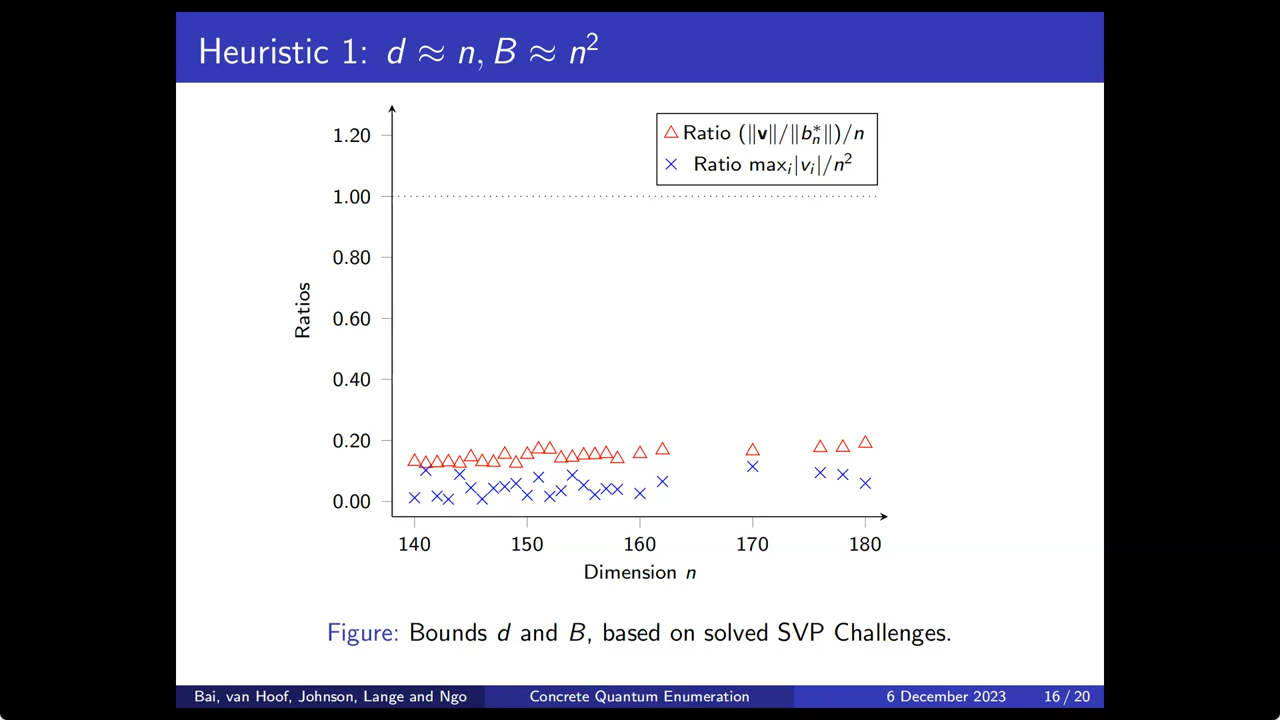 Heuristic 1: d ≈ n, B ≈ n²
1.20
1.00
0.80
0.60
0.40
0.20
0.00
Ratios
Ratio (‖v‖/‖b*ₙ‖)/n
Ratio maxᵢ|vᵢ|/n²
140 150 160 170 180
Dimension n
Figure: Bounds d and B, based on solved SVP Challenges.
Bai, van Hoof, Johnson, Lange and Ngo Concrete Quantum Enumeration 6 December 2023 16 / 20